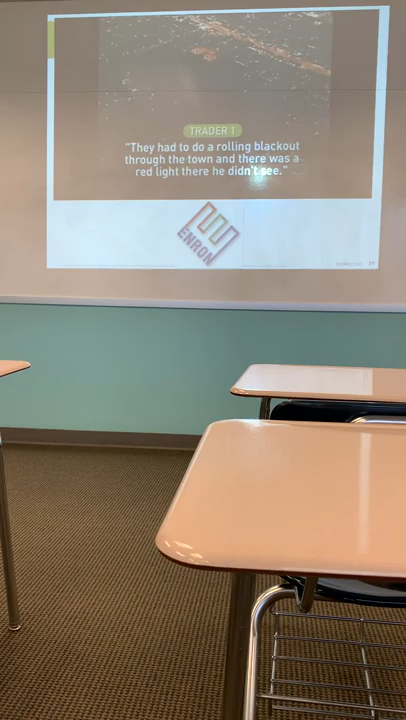 TRADER 1
"They had to do a rolling blackout
through the town and there was a
red light there he didn't see."
ENRON
19